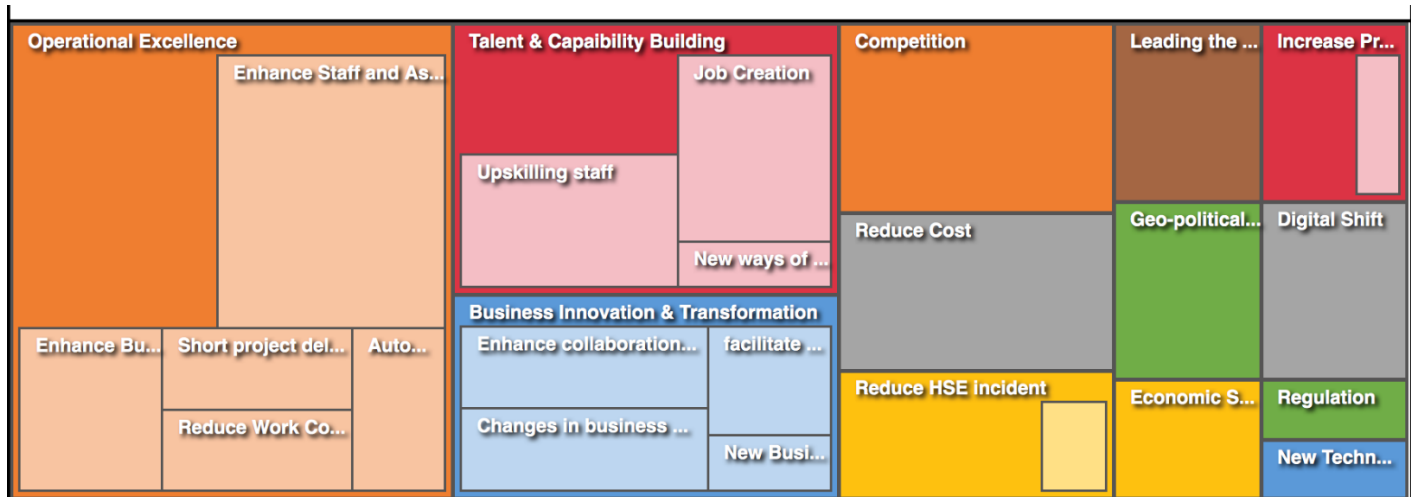 Operational Excellence
Enhance Staff and As...
Enhance Bu...
Short project del...
Auto...
Reduce Work Co...
Talent & Capaibility Building
Job Creation
Upskilling staff
New ways of ...
Business Innovation & Transformation
Enhance collaboration...
facilitate ...
Changes in business ...
New Busi...
Competition
Reduce Cost
Reduce HSE incident
Leading the ...
Increase Pr...
Geo-political...
Digital Shift
Economic S...
Regulation
New Techn...